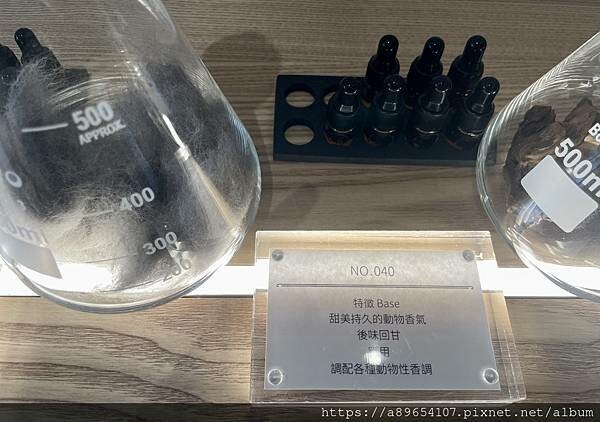 500
APPROX.
400
300
500ml
NO.040
特徵 Base
甜美持久的動物香氣
後味回甘
用
調配各種動物性香調
https://a89654107.pixnet.net/album